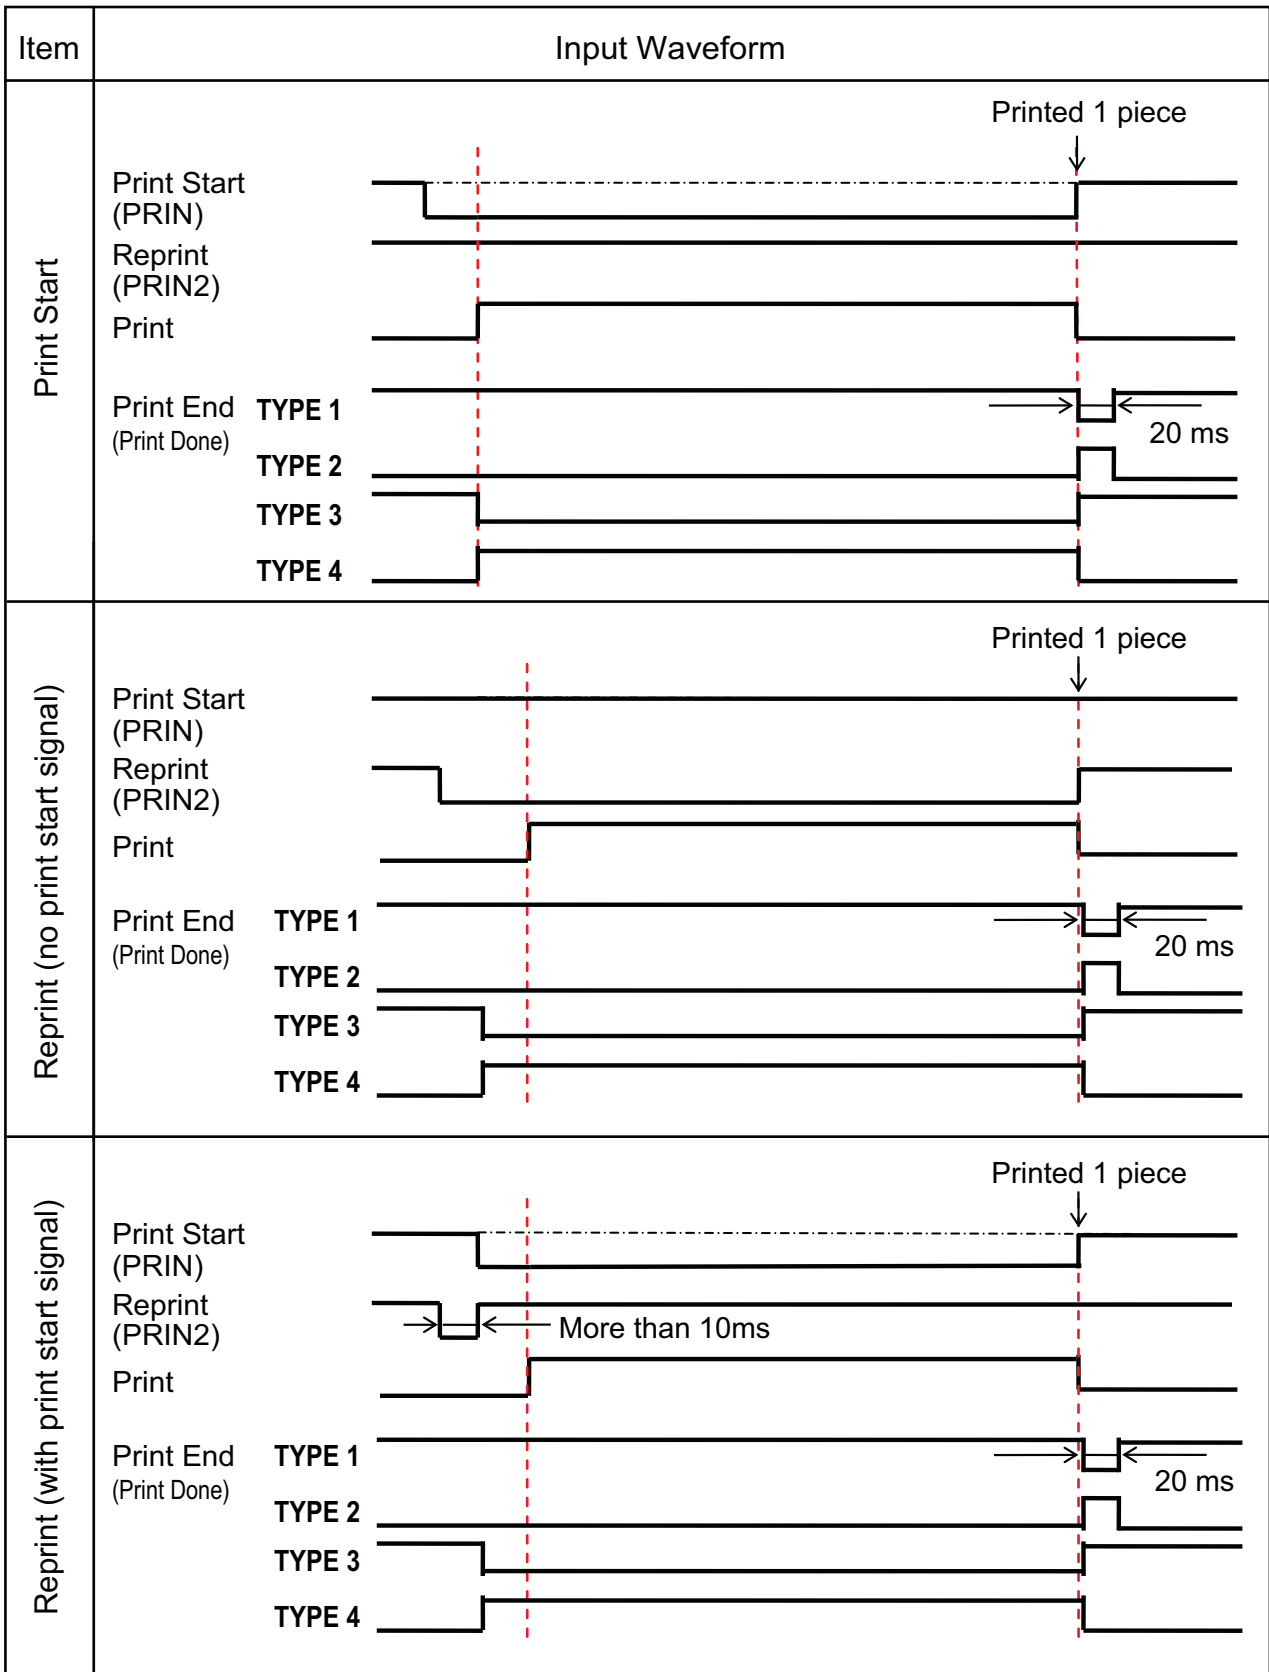 Item
Input Waveform
Print Start
Printed 1 piece
Print Start
(PRIN)
Reprint
(PRIN2)
Print
Print End TYPE 1
(Print Done)
20 ms
TYPE 2
TYPE 3
TYPE 4
Reprint (no print start signal)
Printed 1 piece
Print Start
(PRIN)
Reprint
(PRIN2)
Print
Print End TYPE 1
(Print Done)
20 ms
TYPE 2
TYPE 3
TYPE 4
Reprint (with print start signal)
Printed 1 piece
Print Start
(PRIN)
Reprint
(PRIN2)
More than 10ms
Print
Print End TYPE 1
(Print Done)
20 ms
TYPE 2
TYPE 3
TYPE 4